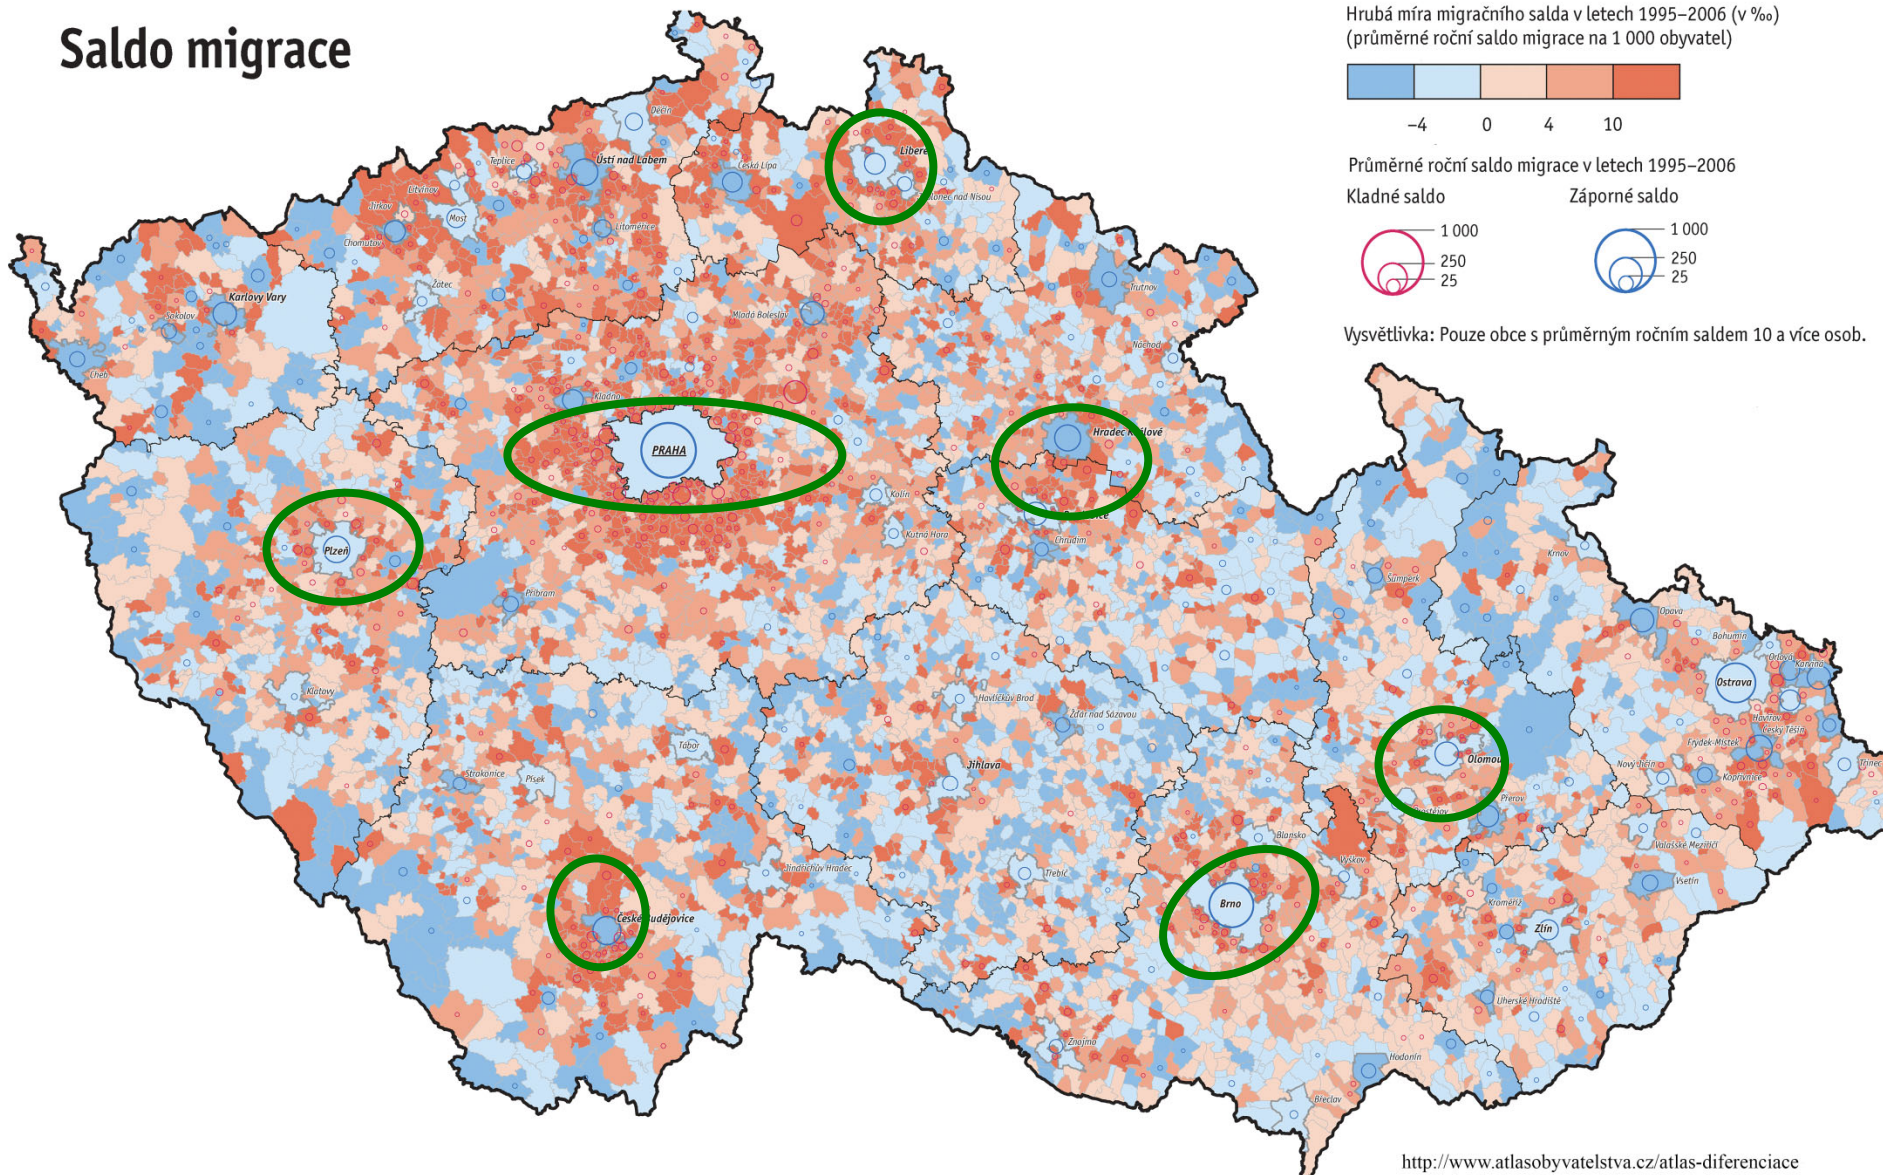 Saldo migrace
Hrubá míra migračního salda v letech 1995–2006 (v ‰)
(průměrné roční saldo migrace na 1 000 obyvatel)
−4 0 4 10
Průměrné roční saldo migrace v letech 1995–2006
Kladné saldo
Záporné saldo
1 000
250
25
1 000
250
25
Vysvětlivka: Pouze obce s průměrným ročním saldem 10 a více osob.
Děčín
Teplice
Ústí nad Labem
Česká Lípa
Liberec
Litvínov
Jirkov
Most
Chomutov
Litoměřice
Žatec
Trutnov
Karlovy Vary
Sokolov
Cheb
Mladá Boleslav
Náchod
Kladno
PRAHA
Hradec Králové
Kolín
Kutná Hora
Chrudim
Plzeň
Příbram
Krnov
Šumperk
Opava
Bohumín
Orlová
Karviná
Ostrava
Havířov
Český Těšín
Frýdek-Místek
Nový Jičín
Kopřivnice
Třinec
Klatovy
Havlíčkův Brod
Žďár nad Sázavou
Tábor
Jihlava
Strakonice
Písek
Olomouc
Přerov
Blansko
Vyškov
Valašské Meziříčí
Vsetín
Jindřichův Hradec
Třebíč
České Budějovice
Brno
Kroměříž
Zlín
Uherské Hradiště
Znojmo
Hodonín
Břeclav
http://www.atlasobyvatelstva.cz/atlas-diferenciace